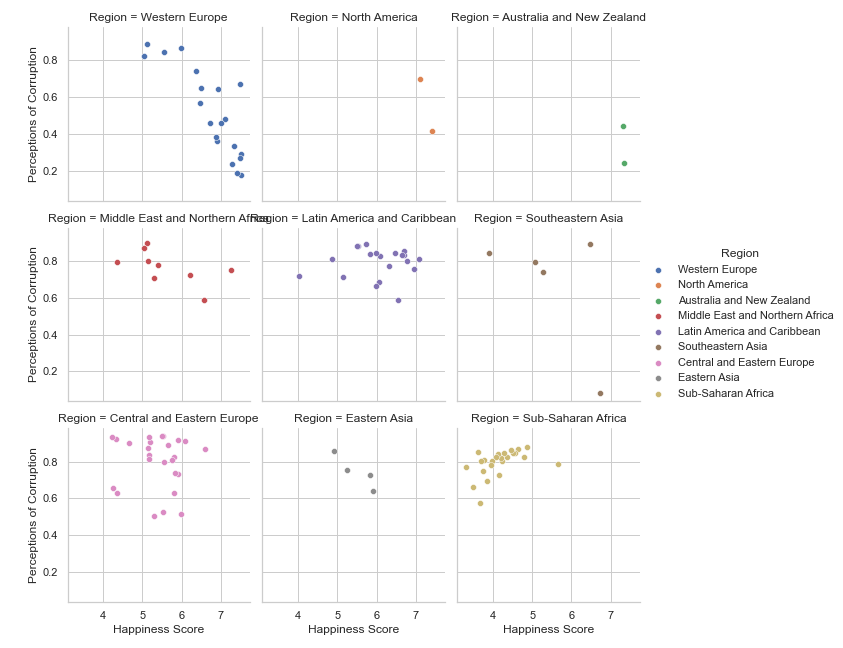 Region = Western Europe
Region = North America
Region = Australia and New Zealand
Perceptions of Corruption
0.8
0.6
0.4
0.2
Region = Middle East and Northern Africa
Region = Latin America and Caribbean
Region = Southeastern Asia
Perceptions of Corruption
0.8
0.6
0.4
0.2
Region = Central and Eastern Europe
Region = Eastern Asia
Region = Sub-Saharan Africa
Perceptions of Corruption
0.8
0.6
0.4
0.2
4 5 6 7
4 5 6 7
4 5 6 7
Happiness Score
Happiness Score
Happiness Score
Region
Western Europe
North America
Australia and New Zealand
Middle East and Northern Africa
Latin America and Caribbean
Southeastern Asia
Central and Eastern Europe
Eastern Asia
Sub-Saharan Africa